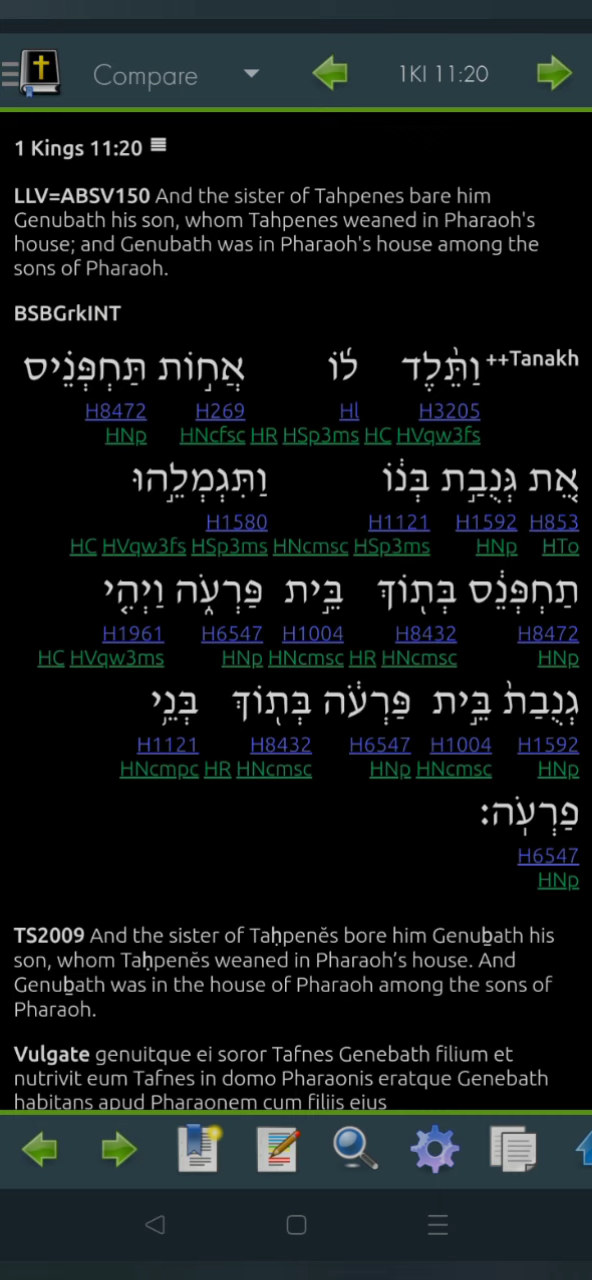 Compare 1KI 11:20
1 Kings 11:20
LLV=ABSV150 And the sister of Tahpenes bare him
Genubath his son, whom Tahpenes weaned in Pharaoh's
house; and Genubath was in Pharaoh's house among the
sons of Pharaoh.
BSBGrkINT
++Tanakh וַתֵּ֨לֶד ל֜וֹ אֲח֣וֹת תַּחְפְּנֵ֗יס
H8472 H269 Hl H3205
HNp HNcfsc HR HSp3ms HC HVqw3fs
אֵ֚ת גְּנֻבַ֣ת בְּנ֔וֹ וַתִּגְמְלֵ֣הוּ
H1580 H1121 H1592 H853
HC HVqw3fs HSp3ms HNcmsc HSp3ms HNp HTo
תַחְפְּנֵ֔ס בְּת֖וֹךְ בֵּ֣ית פַּרְעֹ֑ה וַיְהִ֤י
H1961 H6547 H1004 H8432 H8472
HC HVqw3ms HNp HNcmsc HR HNcmsc HNp
גְנֻבַת֙ בֵּ֣ית פַּרְעֹ֔ה בְּת֖וֹךְ בְּנֵ֥י
H1121 H8432 H6547 H1004 H1592
HNcmpc HR HNcmsc HNp HNcmsc HNp
פַרְעֹֽה׃
H6547
HNp
TS2009 And the sister of Taḥpenĕs bore him Genuḇath his
son, whom Taḥpenĕs weaned in Pharaoh’s house. And
Genuḇath was in the house of Pharaoh among the sons of
Pharaoh.
Vulgate genuitque ei soror Tafnes Genebath filium et
nutrivit eum Tafnes in domo Pharaonis eratque Genebath
habitans apud Pharaonem cum filiis eius